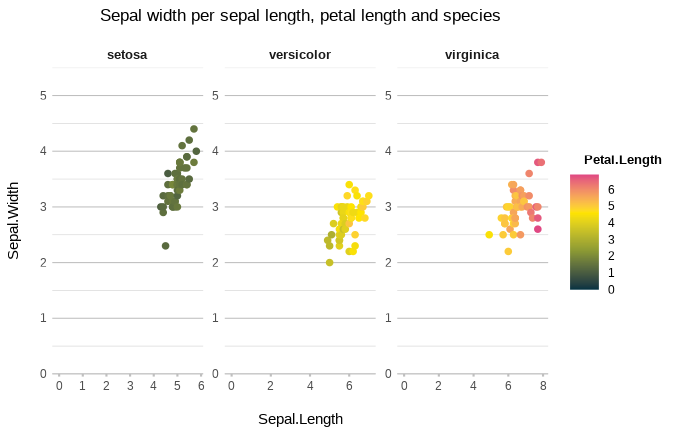 Sepal width per sepal length, petal length and species
setosa
versicolor
virginica
Sepal.Width
5
4
3
2
1
0
5
4
3
2
1
0
5
4
3
2
1
0
0 1 2 3 4 5 6
0 2 4 6
0 2 4 6 8
Sepal.Length
Petal.Length
6
5
4
3
2
1
0